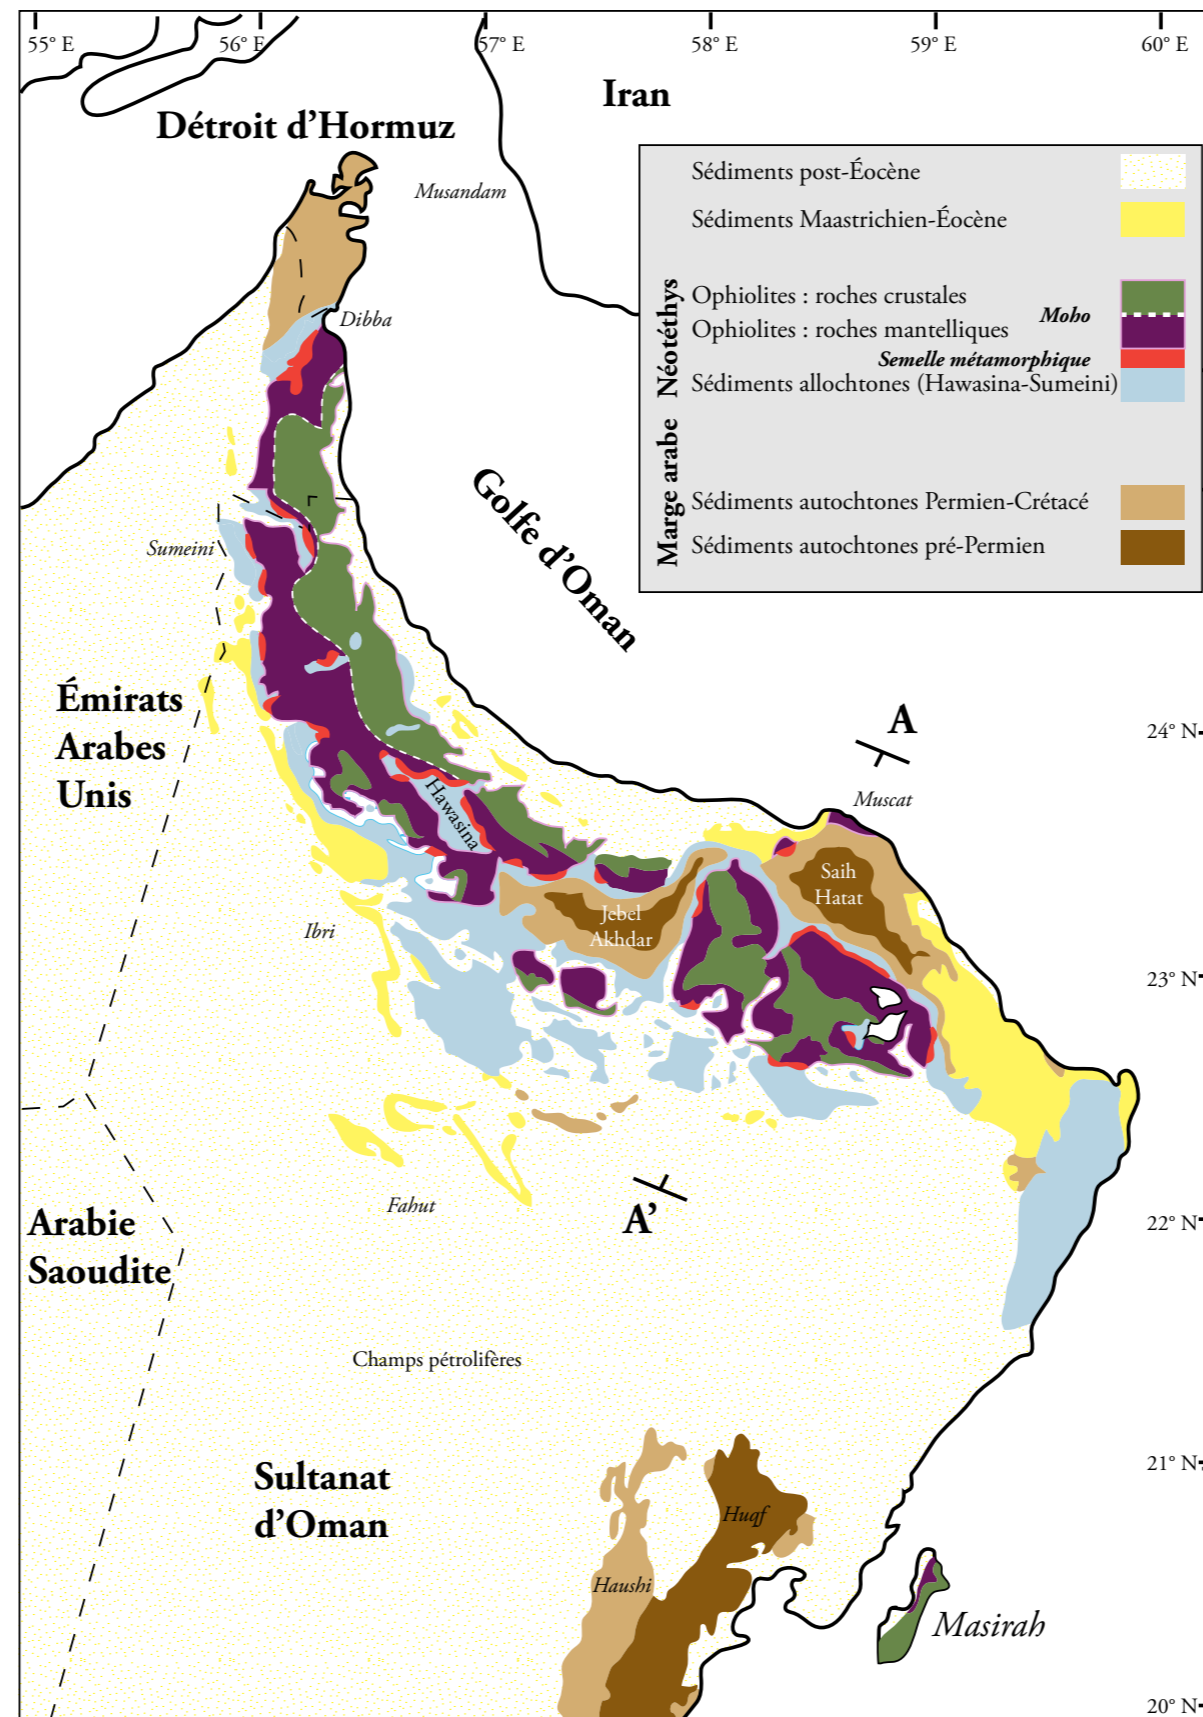 55° E
56° E
57° E
58° E
59° E
60° E
Iran
Détroit d'Hormuz
Musandam
Dibba
Sédiments post-Éocène
Sédiments Maastrichien-Éocène
Néotéthys
Ophiolites : roches crustales
Moho
Ophiolites : roches mantelliques
Semelle métamorphique
Sédiments allochtones (Hawasina-Sumeini)
Marge arabe
Sédiments autochtones Permien-Crétacé
Sédiments autochtones pré-Permien
Golfe d'Oman
Sumeini
Émirats
Arabes
Unis
A
24° N
Muscat
Hawasina
Saih
Hatat
Jebel
Akhdar
Ibri
23° N
Fahut
A'
22° N
Arabie
Saoudite
Champs pétrolifères
Sultanat
d'Oman
21° N
Huqf
Haushi
Masirah
20° N